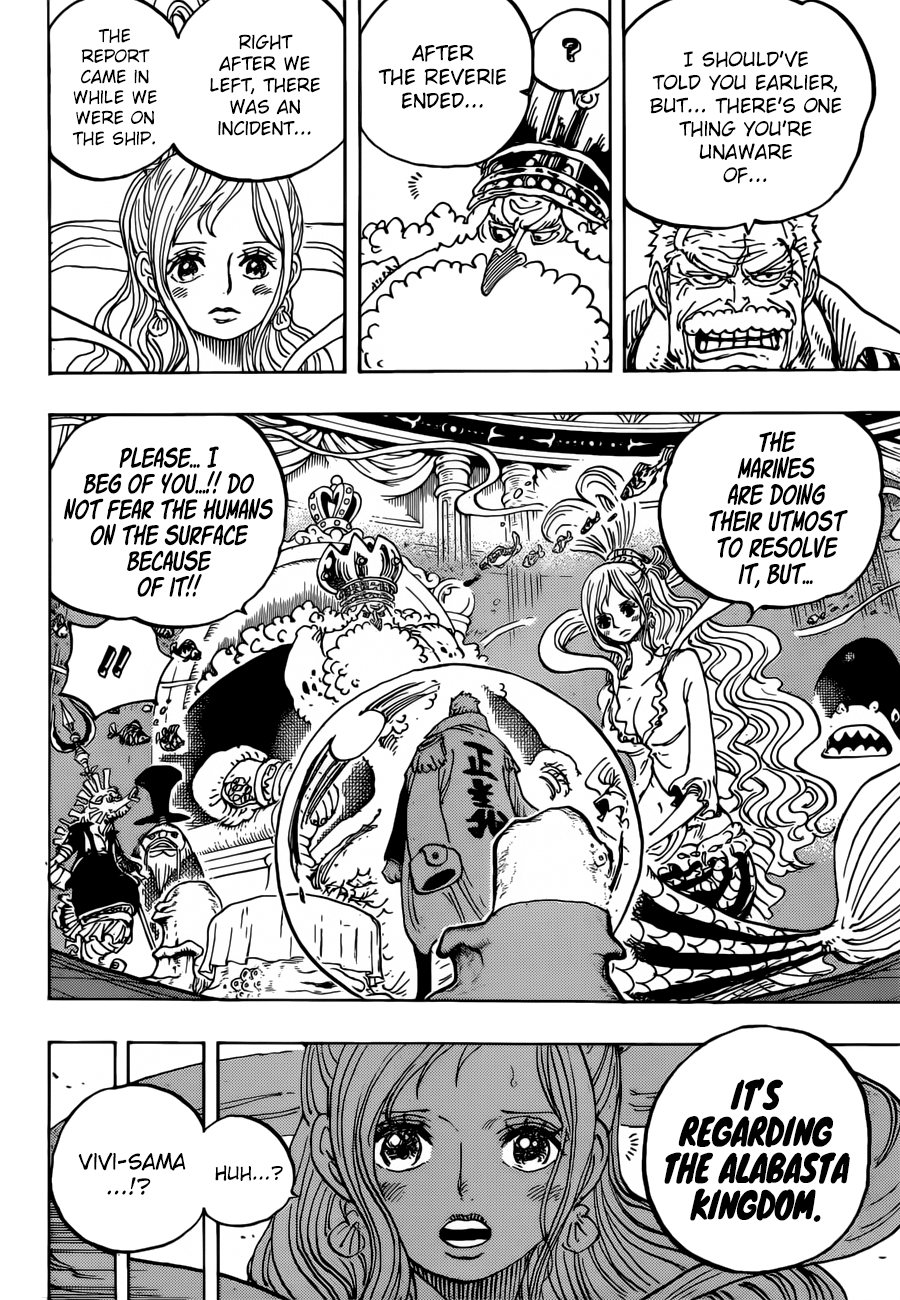 I SHOULD'VE
TOLD YOU EARLIER,
BUT... THERE'S ONE
THING YOU'RE
UNAWARE
OF...
?
AFTER
THE REVERIE
ENDED...
RIGHT
AFTER WE
LEFT, THERE
WAS AN
INCIDENT...
THE
REPORT
CAME IN
WHILE WE
WERE ON
THE SHIP.
THE
MARINES
ARE DOING
THEIR UTMOST
TO RESOLVE
IT, BUT...
PLEASE... I
BEG OF YOU...!! DO
NOT FEAR THE HUMANS
ON THE SURFACE
BECAUSE
OF IT!!
!!
正義
IT'S
REGARDING
THE ALABASTA
KINGDOM.
HUH...?
VIVI-SAMA
...!?